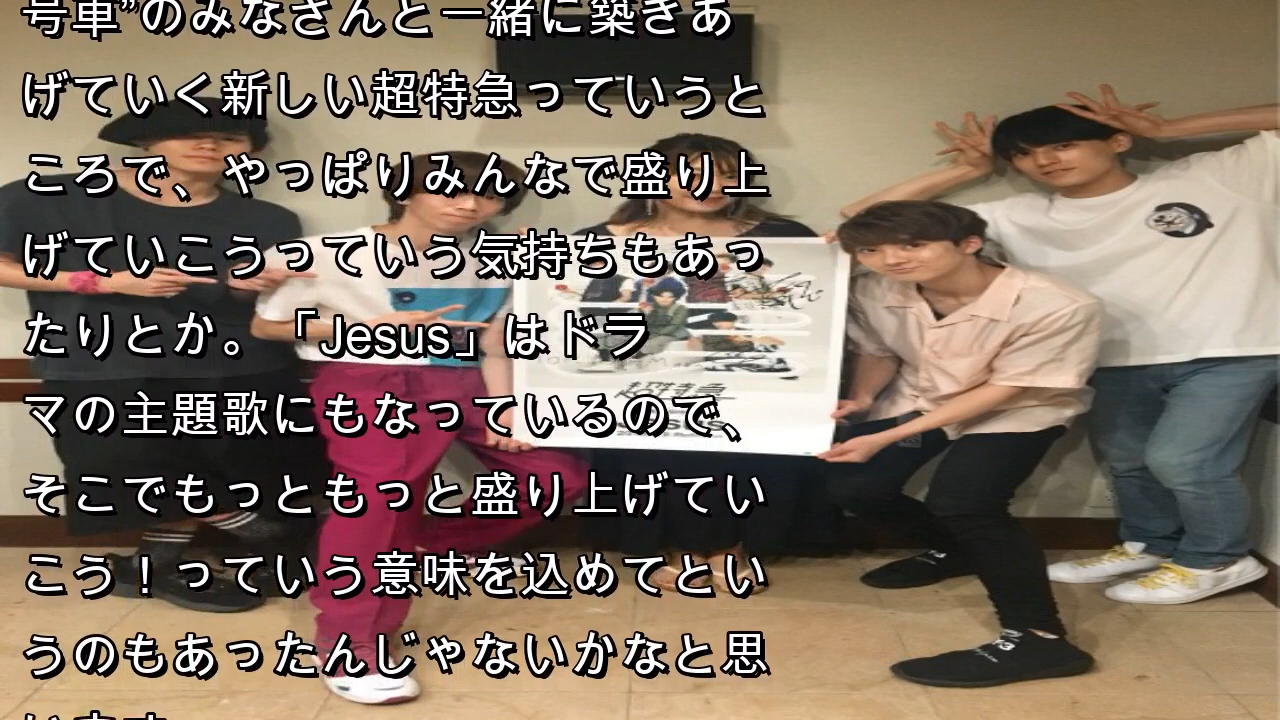 号車”のみなさんと一緒に築きあ
げていく新しい超特急っていうと
ころで、やっぱりみんなで盛り上
げていこうっていう気持ちもあっ
たりとか。「Jesus」はドラ
マの主題歌にもなっているので、
そこでもっともっと盛り上げてい
こう！っていう意味を込めてとい
うのもあったんじゃないかなと思
います
超特急